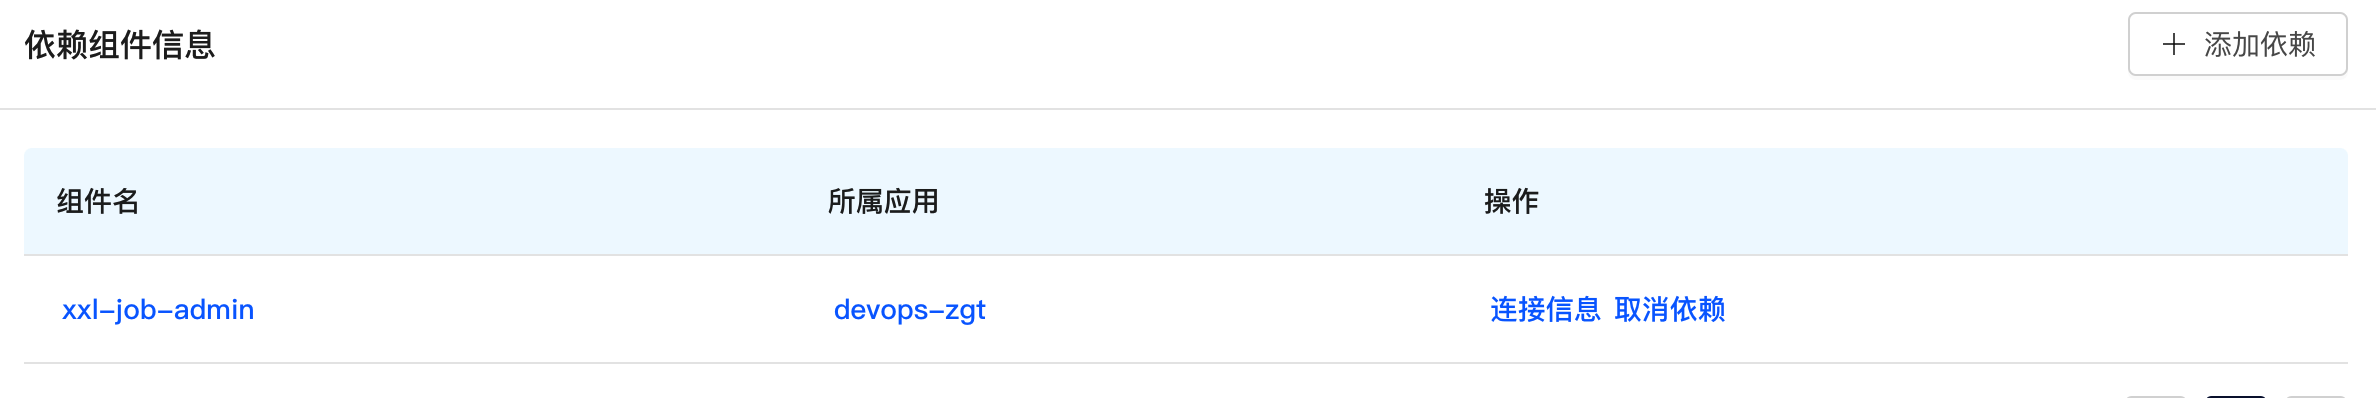 依赖组件信息
添加依赖
组件名 所属应用 操作
xxl-job-admin devops-zgt 连接信息 取消依赖